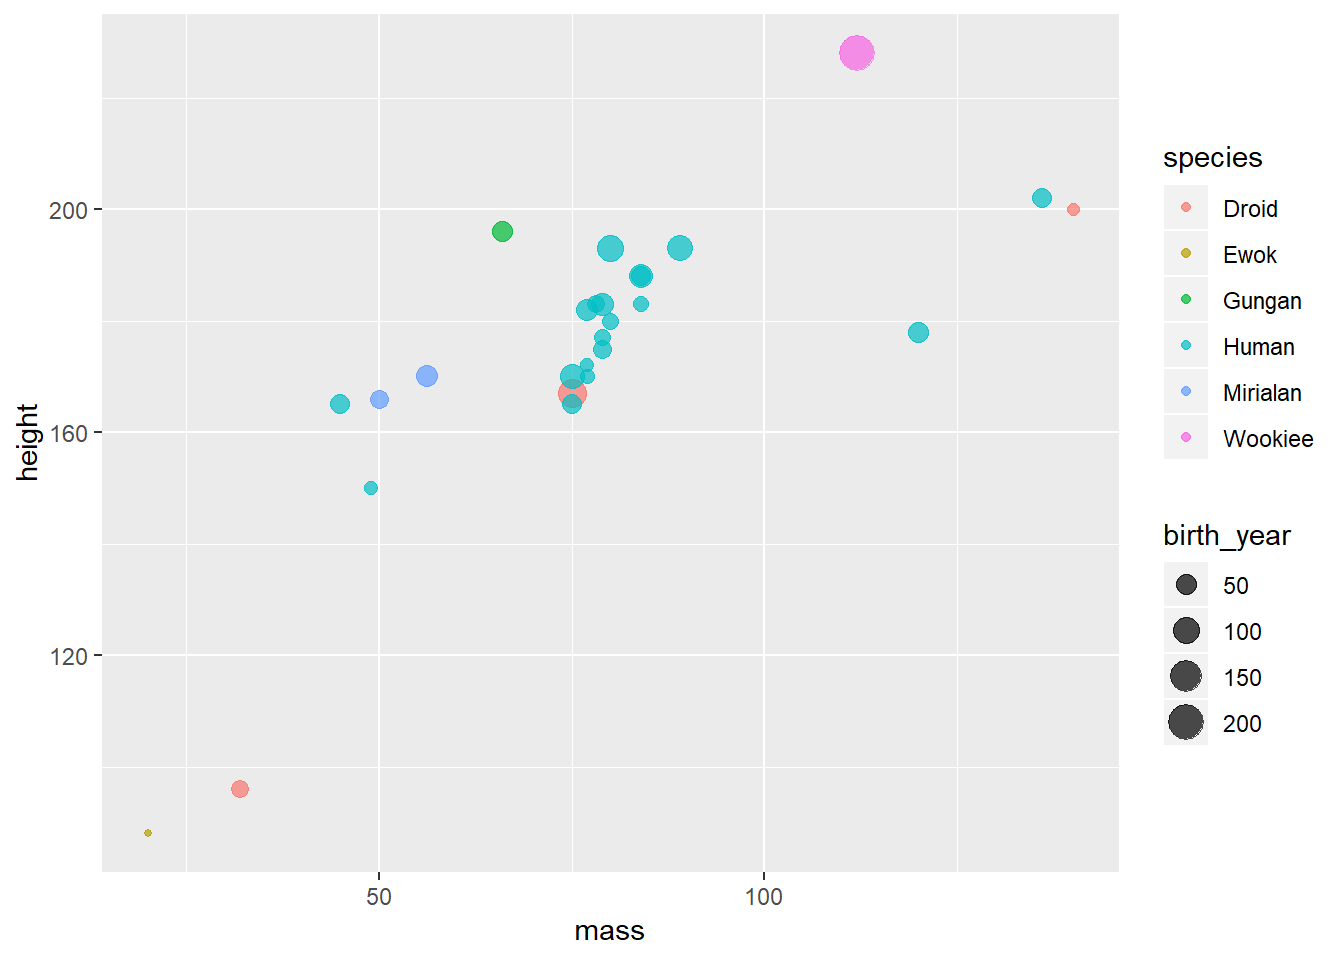 height
200
160
120
50
100
mass
species
Droid
Ewok
Gungan
Human
Mirialan
Wookiee
birth_year
50
100
150
200